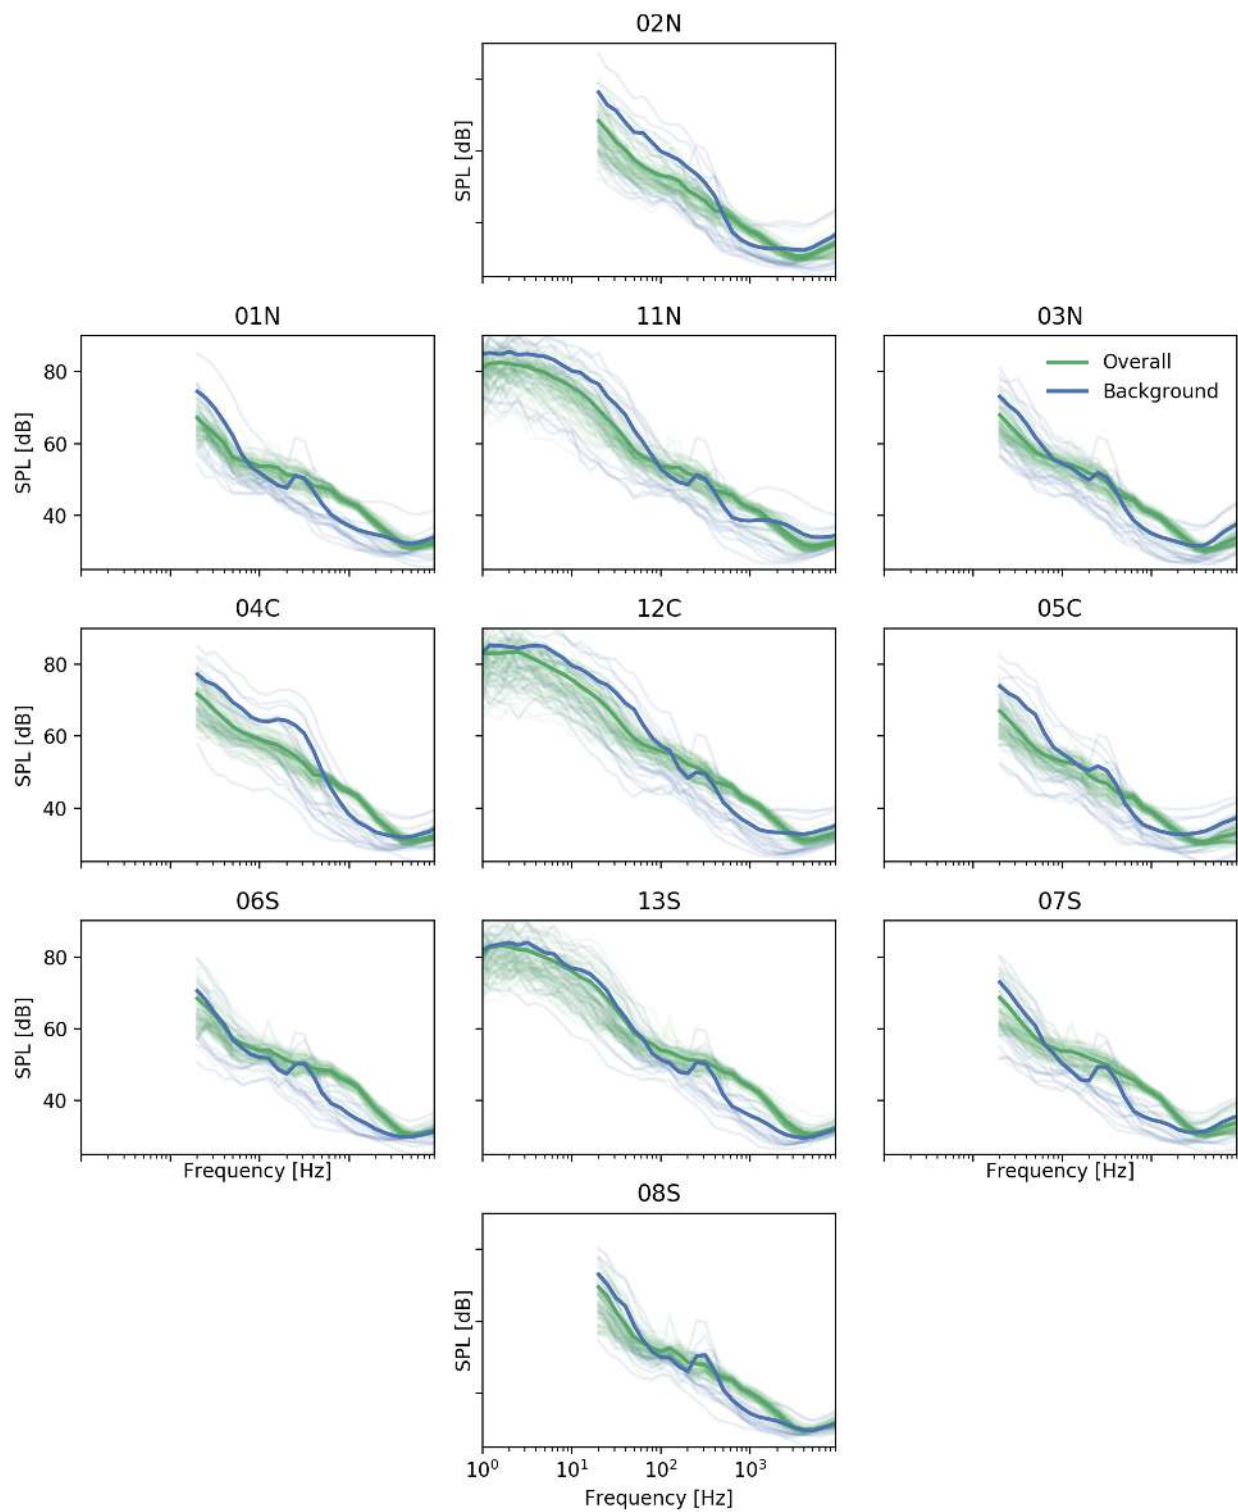 02N
SPL [dB]
01N 11N 03N
80
60
40
SPL [dB]
Overall
Background
04C 12C 05C
80
60
40
SPL [dB]
06S 13S 07S
80
60
40
SPL [dB]
Frequency [Hz] Frequency [Hz]
08S
SPL [dB]
10⁰ 10¹ 10² 10³
Frequency [Hz]